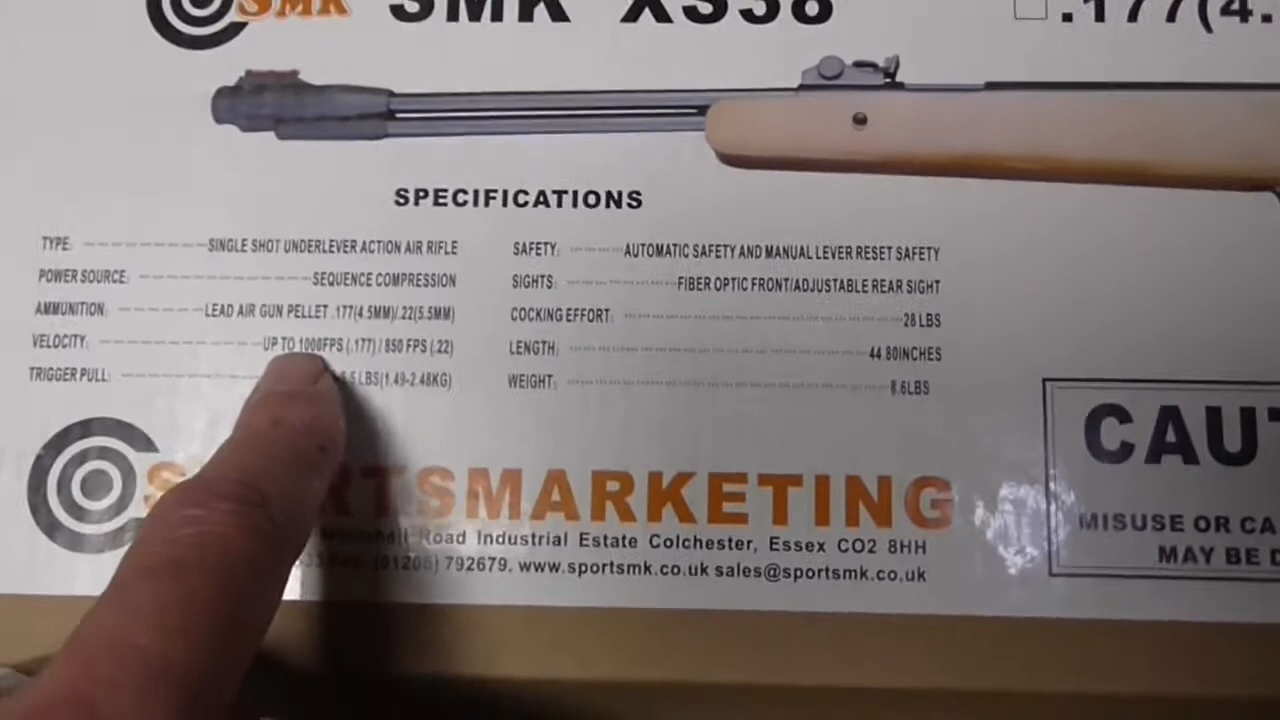 SMK SMK XS38 .177(4.
SPECIFICATIONS
TYPE: SINGLE SHOT UNDERLEVER ACTION AIR RIFLE
POWER SOURCE: SEQUENCE COMPRESSION
AMMUNITION: LEAD AIR GUN PELLET .177(4.5MM)/.22(5.5MM)
VELOCITY: UP TO 1000FPS (.177) / 850 FPS (.22)
TRIGGER PULL: .5 LBS(1.49-2.48KG)
SAFETY: AUTOMATIC SAFETY AND MANUAL LEVER RESET SAFETY
SIGHTS: FIBER OPTIC FRONT/ADJUSTABLE REAR SIGHT
COCKING EFFORT: 28 LBS
LENGTH: 44.80INCHES
WEIGHT: 8.6LBS
S RTSMARKETING
Road Industrial Estate Colchester, Essex CO2 8HH
(01206) 792679. www.sportsmk.co.uk sales@sportsmk.co.uk
CAUT
MISUSE OR CA
MAY BE D